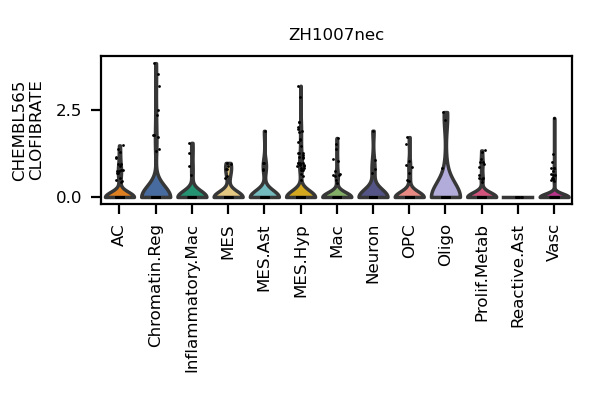 ZH1007nec
CHEMBL565
CLOFIBRATE
2.5
0.0
AC
Chromatin.Reg
Inflammatory.Mac
MES
MES.Ast
MES.Hyp
Mac
Neuron
OPC
Oligo
Prolif.Metab
Reactive.Ast
Vasc